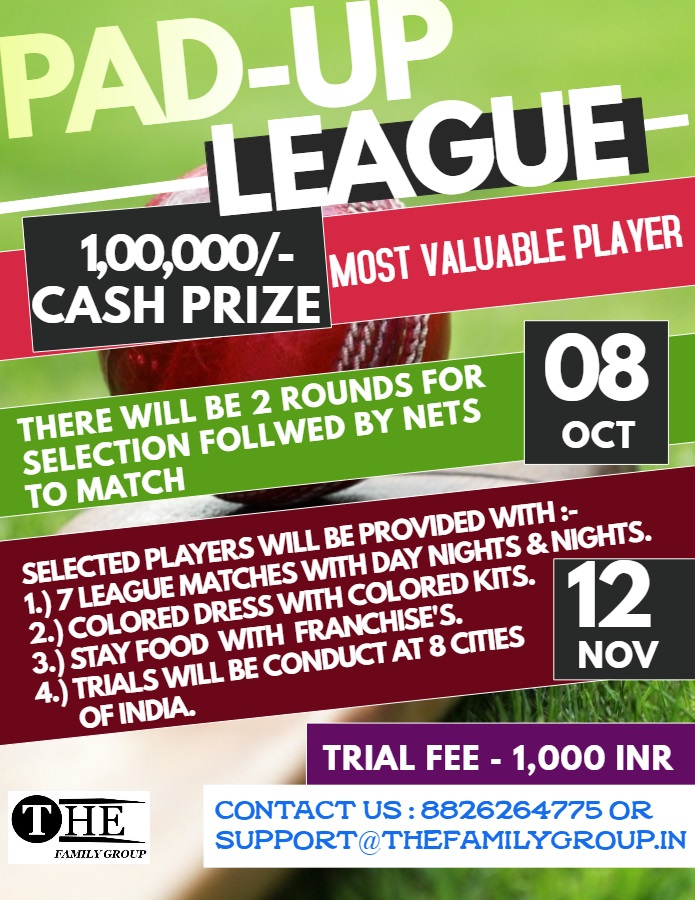 PAD-UP
LEAGUE
1,00,000/-
CASH PRIZE
MOST VALUABLE PLAYER
THERE WILL BE 2 ROUNDS FOR
SELECTION FOLLWED BY NETS
TO MATCH
08
OCT
SELECTED PLAYERS WILL BE PROVIDED WITH :-
1.) 7 LEAGUE MATCHES WITH DAY NIGHTS & NIGHTS.
2.) COLORED DRESS WITH COLORED KITS.
3.) STAY FOOD WITH FRANCHISE'S.
4.) TRIALS WILL BE CONDUCT AT 8 CITIES
OF INDIA.
12
NOV
TRIAL FEE - 1,000 INR
THE
FAMILY GROUP
CONTACT US : 8826264775 OR
SUPPORT@THEFAMILYGROUP.IN